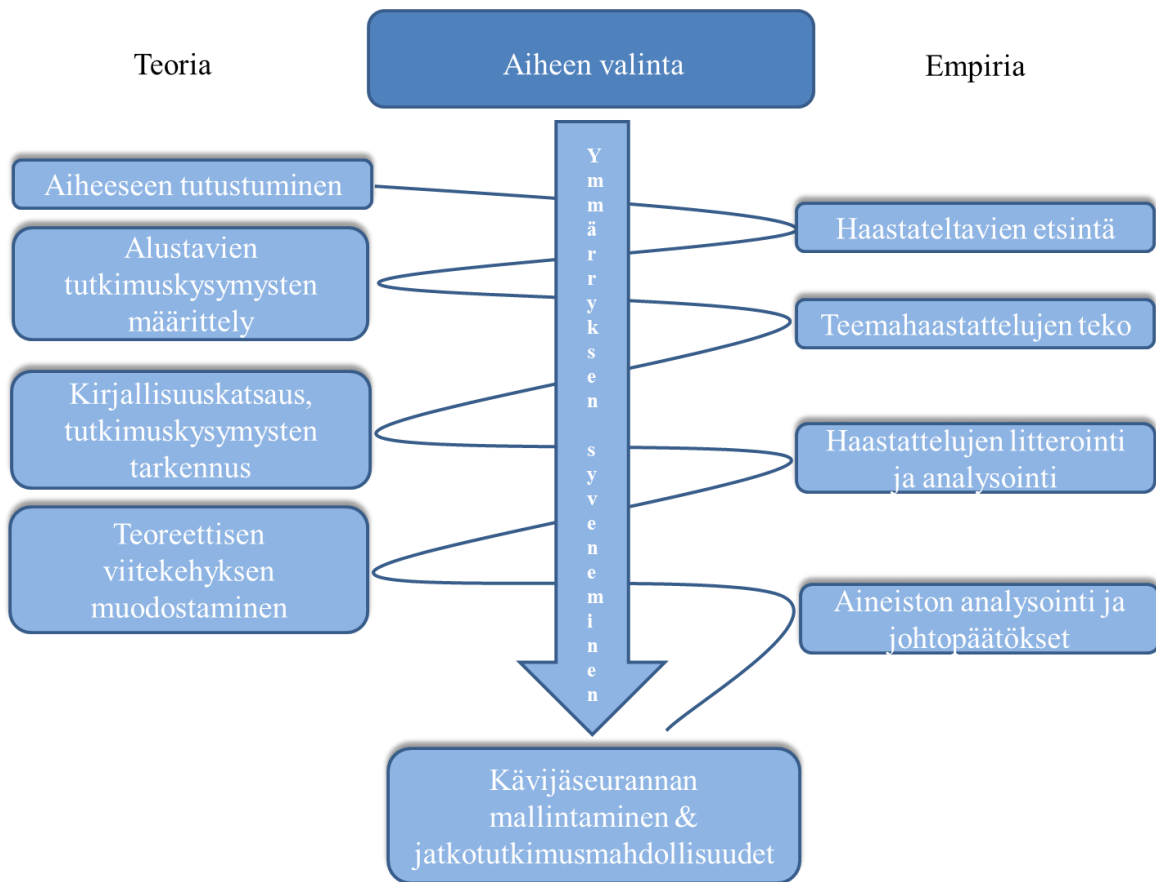 Teoria
Aiheen valinta
Empiria
Ymmärryksen syveneminen
Aiheeseen tutustuminen
Haastateltavien etsintä
Alustavien
tutkimuskysymysten
määrittely
Teemahaastattelujen teko
Kirjallisuuskatsaus,
tutkimuskysymysten
tarkennus
Haastattelujen litterointi
ja analysointi
Teoreettisen
viitekehyksen
muodostaminen
Aineiston analysointi ja
johtopäätökset
Kävijäseurannan
mallintaminen &
jatkotutkimusmahdollisuudet